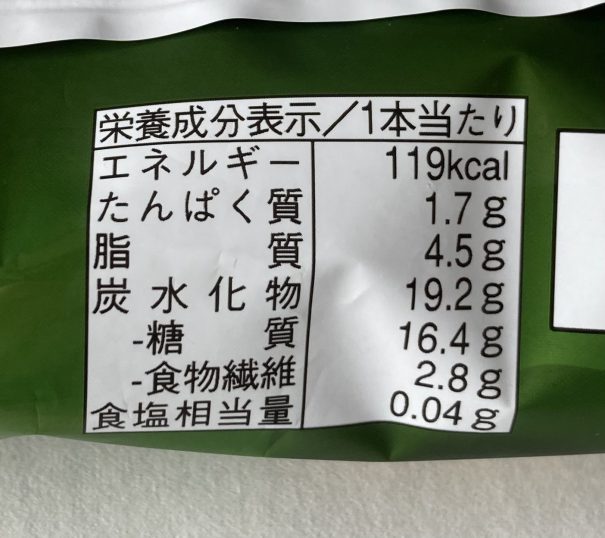 栄養成分表示/1本当たり
エネルギー 119kcal
たんぱく質 1.7g
脂質 4.5g
炭水化物 19.2g
-糖質 16.4g
-食物繊維 2.8g
食塩相当量 0.04g